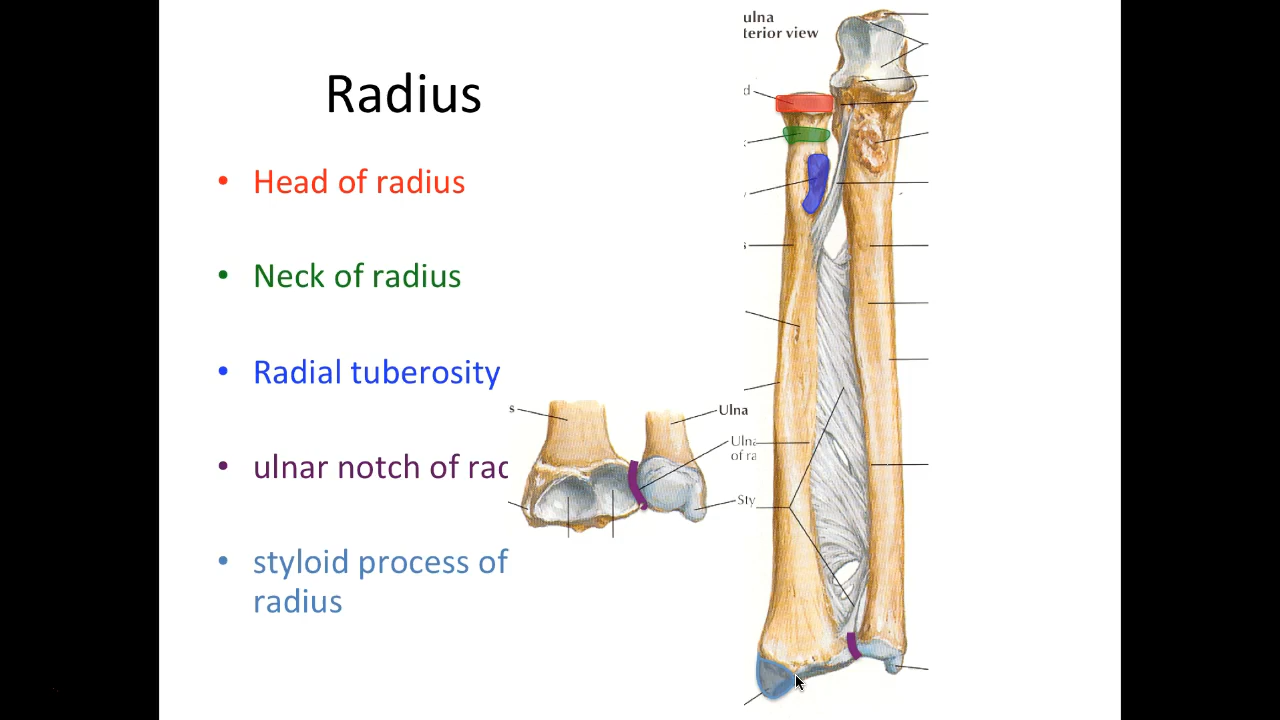 Radius
• Head of radius
• Neck of radius
• Radial tuberosity
• ulnar notch of rac
• styloid process of
radius
ulna
terior view
d
s
s
Ulna
Ulna
of ra
Sty